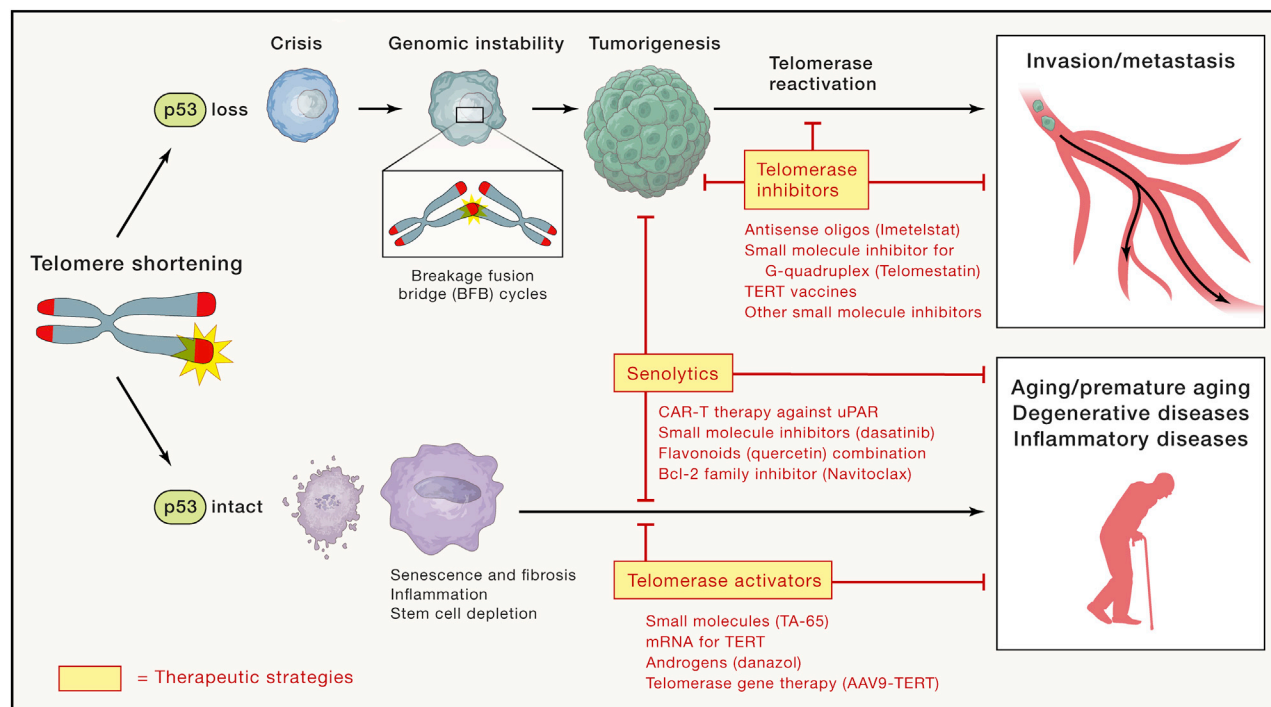 Crisis
Genomic instability
Tumorigenesis
Telomerase
reactivation
Invasion/metastasis
p53 loss
Telomerase
inhibitors
Antisense oligos (Imetelstat)
Small molecule inhibitor for
G-quadruplex (Telomestatin)
TERT vaccines
Other small molecule inhibitors
Breakage fusion
bridge (BFB) cycles
Telomere shortening
Senolytics
CAR-T therapy against uPAR
Small molecule inhibitors (dasatinib)
Flavonoids (quercetin) combination
Bcl-2 family inhibitor (Navitoclax)
Aging/premature aging
Degenerative diseases
Inflammatory diseases
p53 intact
Senescence and fibrosis
Inflammation
Stem cell depletion
Telomerase activators
Small molecules (TA-65)
mRNA for TERT
Androgens (danazol)
Telomerase gene therapy (AAV9-TERT)
= Therapeutic strategies